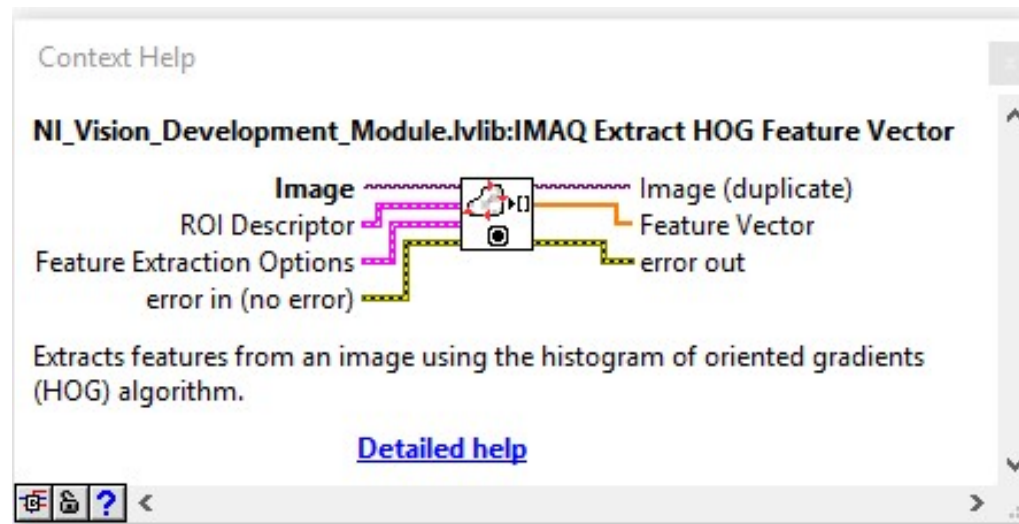 Context Help
NI_Vision_Development_Module.lvlib:IMAQ Extract HOG Feature Vector
Image
Image (duplicate)
ROI Descriptor
Feature Vector
Feature Extraction Options
error out
error in (no error)
Extracts features from an image using the histogram of oriented gradients
(HOG) algorithm.
Detailed help
?